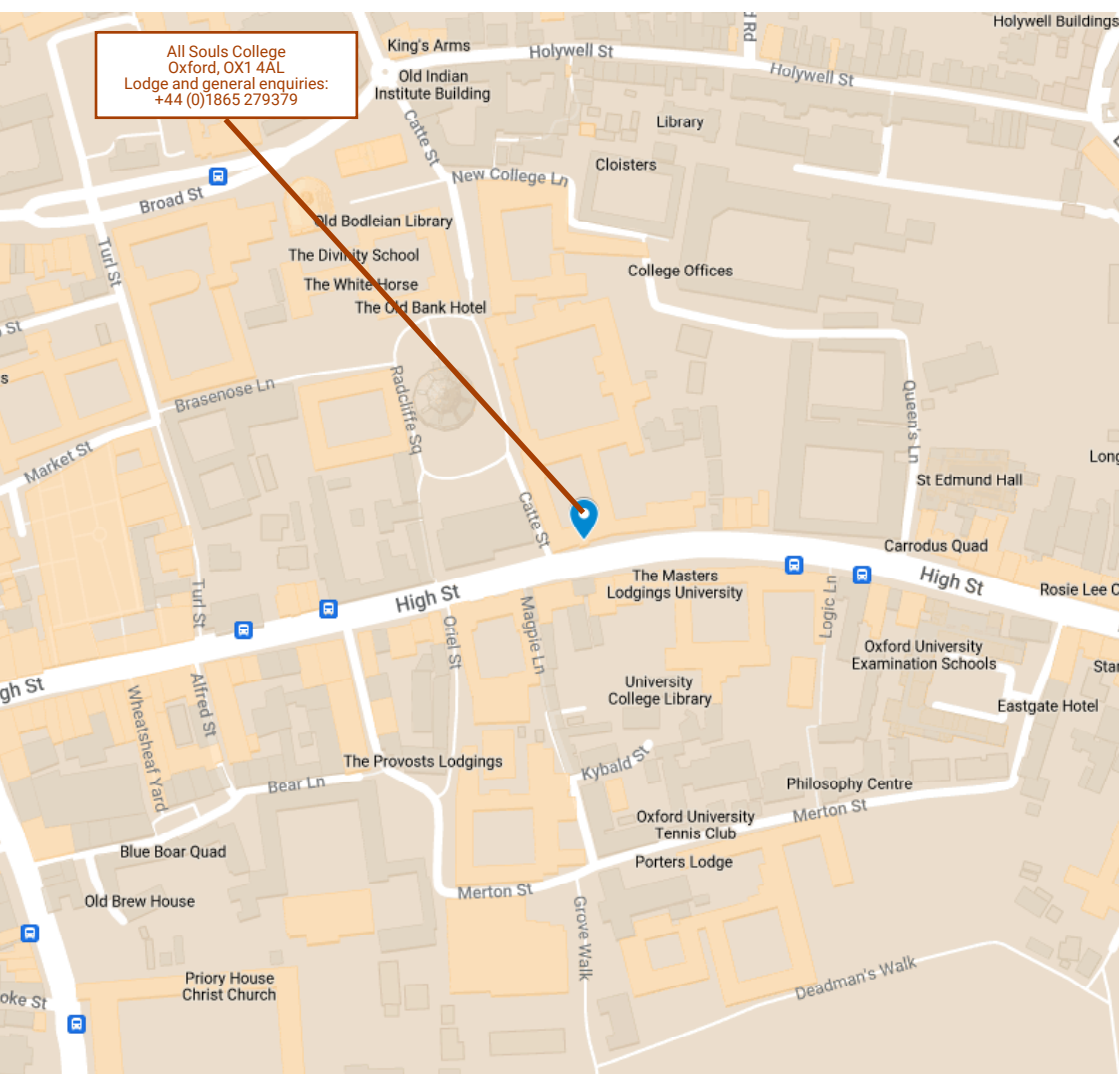 Holywell Buildings
d Rd
All Souls College
Oxford, OX1 4AL
Lodge and general enquiries:
+44 (0)1865 279379
King's Arms
Holywell St
Holywell St
Old Indian
Institute Building
Catte St
Library
Cloisters
New College Ln
Broad St
Old Bodleian Library
Turl St
The Divinity School
College Offices
The White Horse
The Old Bank Hotel
St
s
Brasenose Ln
Radcliffe Sq
Queen's Ln
Market St
Long
St Edmund Hall
Catte St
Carrodus Quad
The Masters
Lodgings University
High St
Rosie Lee C
High St
Turl St
Magpie Ln
Oriel St
Logic Ln
Oxford University
Examination Schools
Star
gh St
Alfred St
Wheatsheaf Yard
University
College Library
Eastgate Hotel
The Provosts Lodgings
Kybald St
Bear Ln
Philosophy Centre
Merton St
Oxford University
Tennis Club
Blue Boar Quad
Porters Lodge
Merton St
Old Brew House
Grove Walk
Priory House
Christ Church
Deadman's Walk
oke St